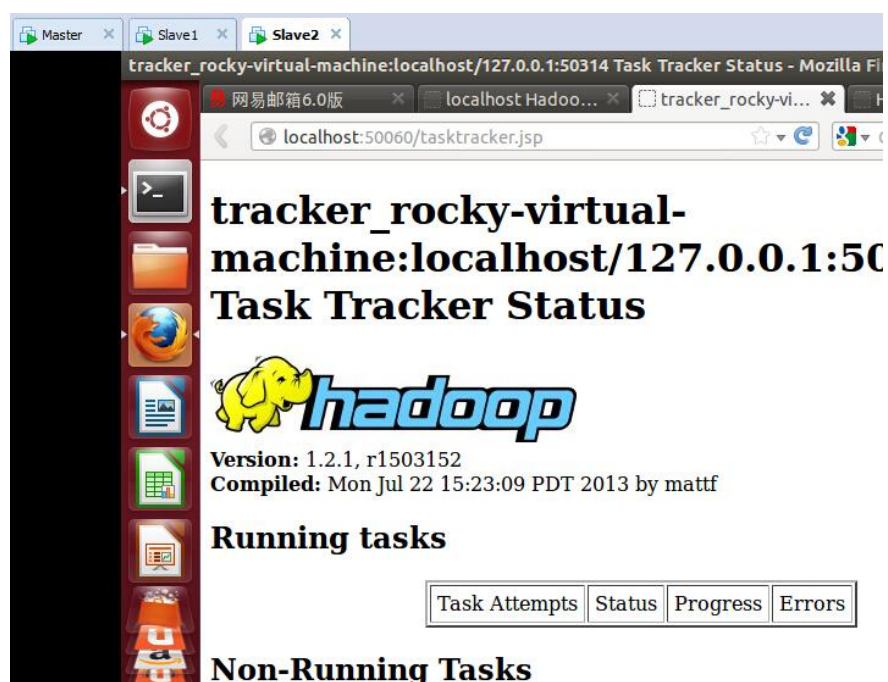 Master Slave1 Slave2
tracker_rocky-virtual-machine:localhost/127.0.0.1:50314 Task Tracker Status - Mozilla Fi
网易邮箱6.0版 localhost Hadoo... tracker_rocky-vi... H
localhost:50060/tasktracker.jsp
tracker_rocky-virtual-
machine:localhost/127.0.0.1:50
Task Tracker Status
hadoop
Version: 1.2.1, r1503152
Compiled: Mon Jul 22 15:23:09 PDT 2013 by mattf
Running tasks
Task Attempts Status Progress Errors
Non-Running Tasks